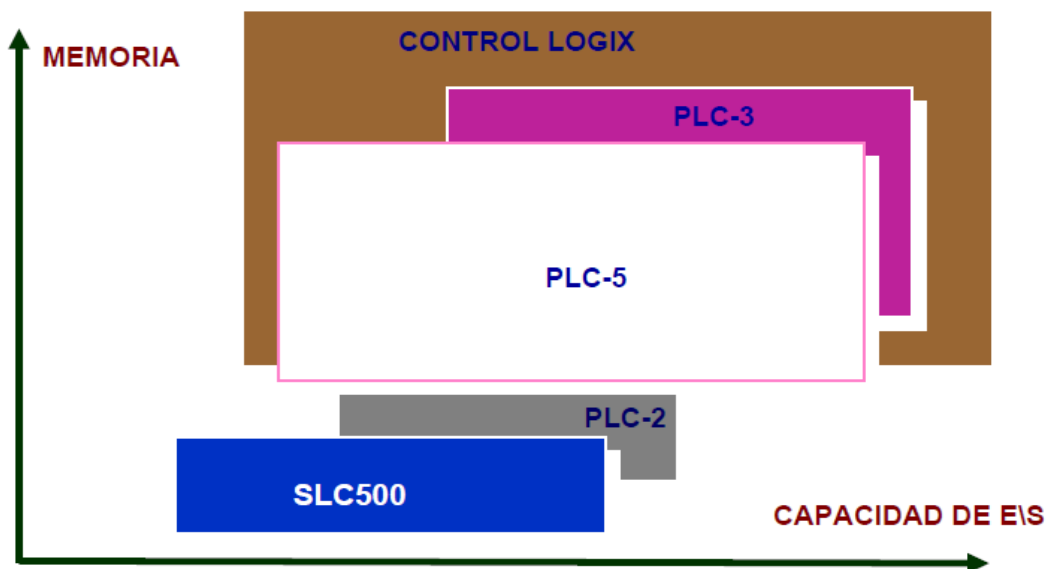 CONTROL LOGIX
MEMORIA
PLC-3
PLC-5
PLC-2
SLC500
CAPACIDAD DE E\S